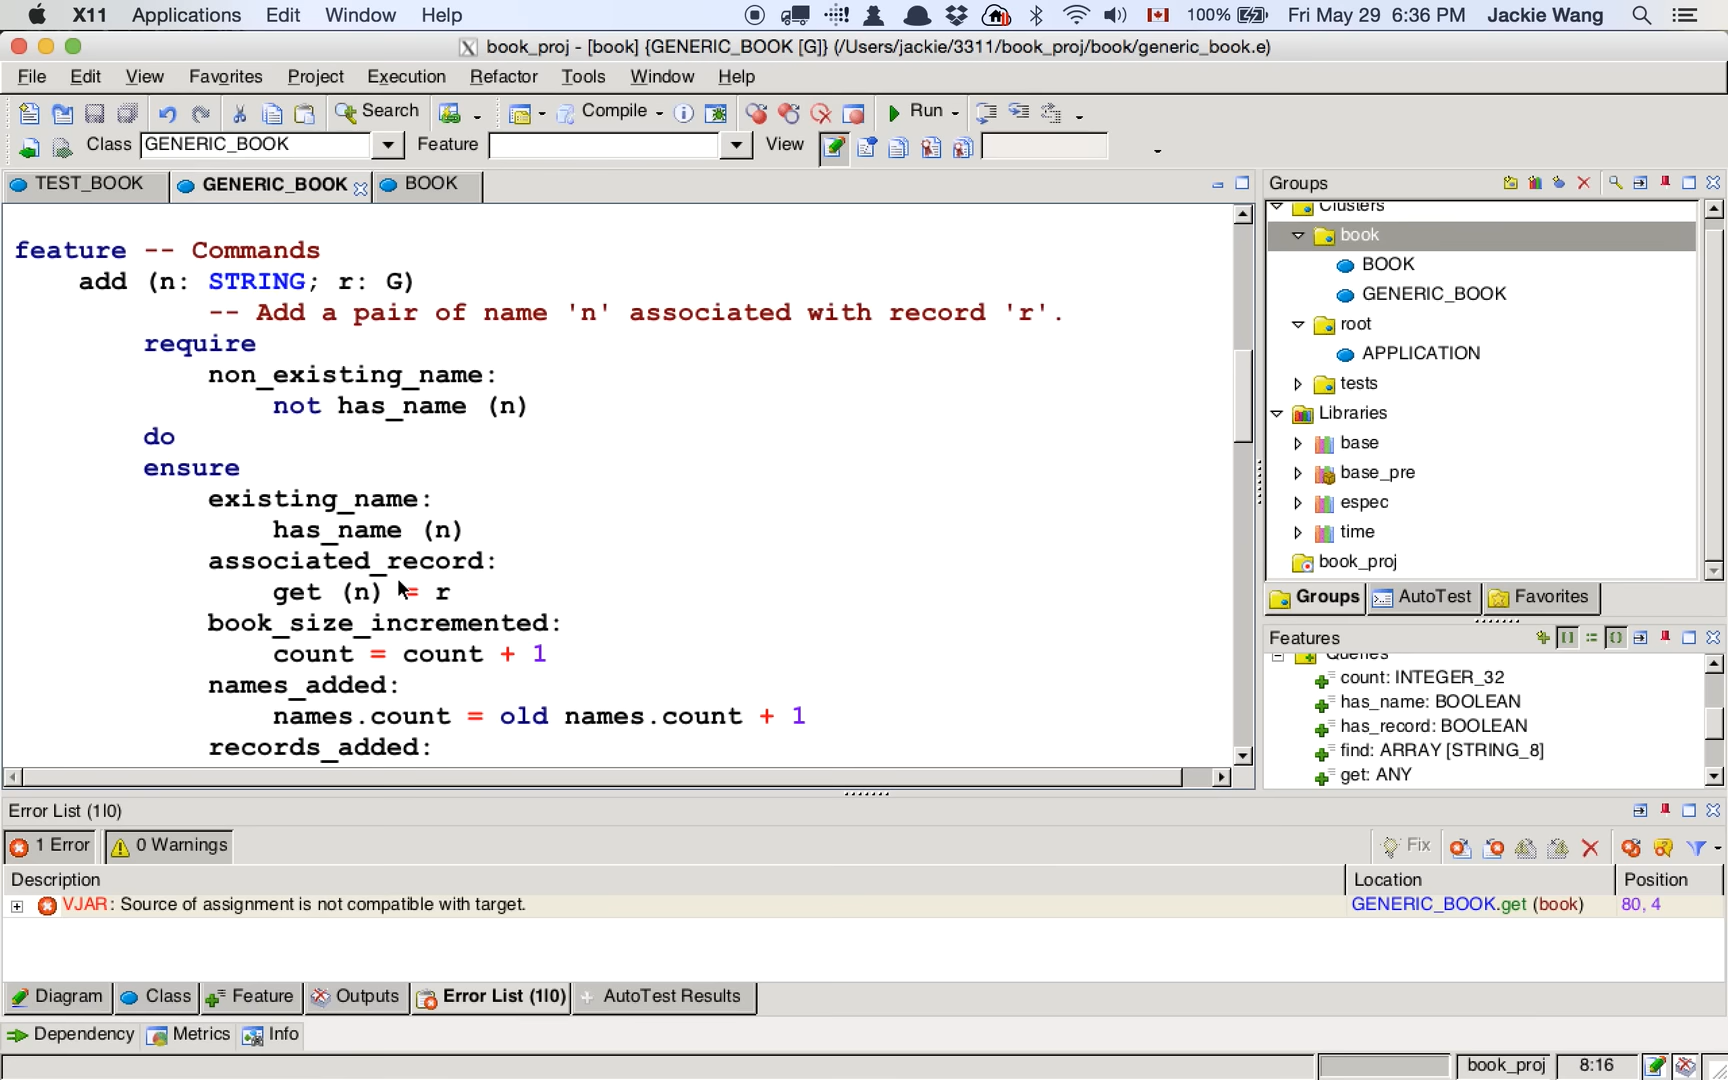 X11 Applications Edit Window Help 100% Fri May 29 6:36 PM Jackie Wang
book_proj - [book] {GENERIC_BOOK [G]} (/Users/jackie/3311/book_proj/book/generic_book.e)
File Edit View Favorites Project Execution Refactor Tools Window Help
Search Compile Run
Class GENERIC_BOOK Feature View
TEST_BOOK GENERIC_BOOK BOOK
feature -- Commands
add (n: STRING; r: G)
-- Add a pair of name 'n' associated with record 'r'.
require
non_existing_name:
not has_name (n)
do
ensure
existing_name:
has_name (n)
associated_record:
get (n) = r
book_size_incremented:
count = count + 1
names_added:
names.count = old names.count + 1
records_added:
Groups
Clusters
book
BOOK
GENERIC_BOOK
root
APPLICATION
tests
Libraries
base
base_pre
espec
time
book_proj
Groups AutoTest Favorites
Features
Queries
count: INTEGER_32
has_name: BOOLEAN
has_record: BOOLEAN
find: ARRAY [STRING_8]
get: ANY
Error List (1|0)
1 Error 0 Warnings Fix
Description Location Position
VJAR: Source of assignment is not compatible with target. GENERIC_BOOK.get (book) 80, 4
Diagram Class Feature Outputs Error List (1|0) AutoTest Results
Dependency Metrics Info
book_proj 8:16